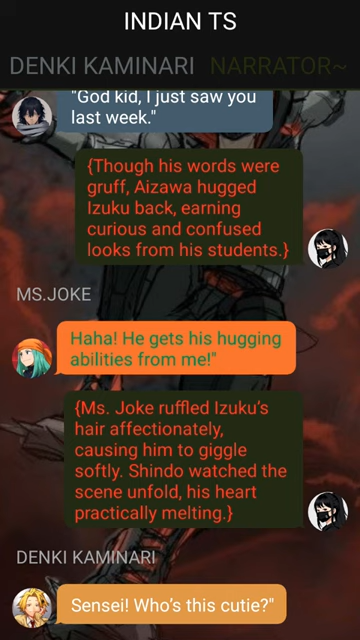 INDIAN TS
DENKI KAMINARI NARRATOR~
"God kid, I just saw you
last week."
{Though his words were
gruff, Aizawa hugged
Izuku back, earning
curious and confused
looks from his students.}
MS.JOKE
Haha! He gets his hugging
abilities from me!"
{Ms. Joke ruffled Izuku’s
hair affectionately,
causing him to giggle
softly. Shindo watched the
scene unfold, his heart
practically melting.}
DENKI KAMINARI
Sensei! Who’s this cutie?"